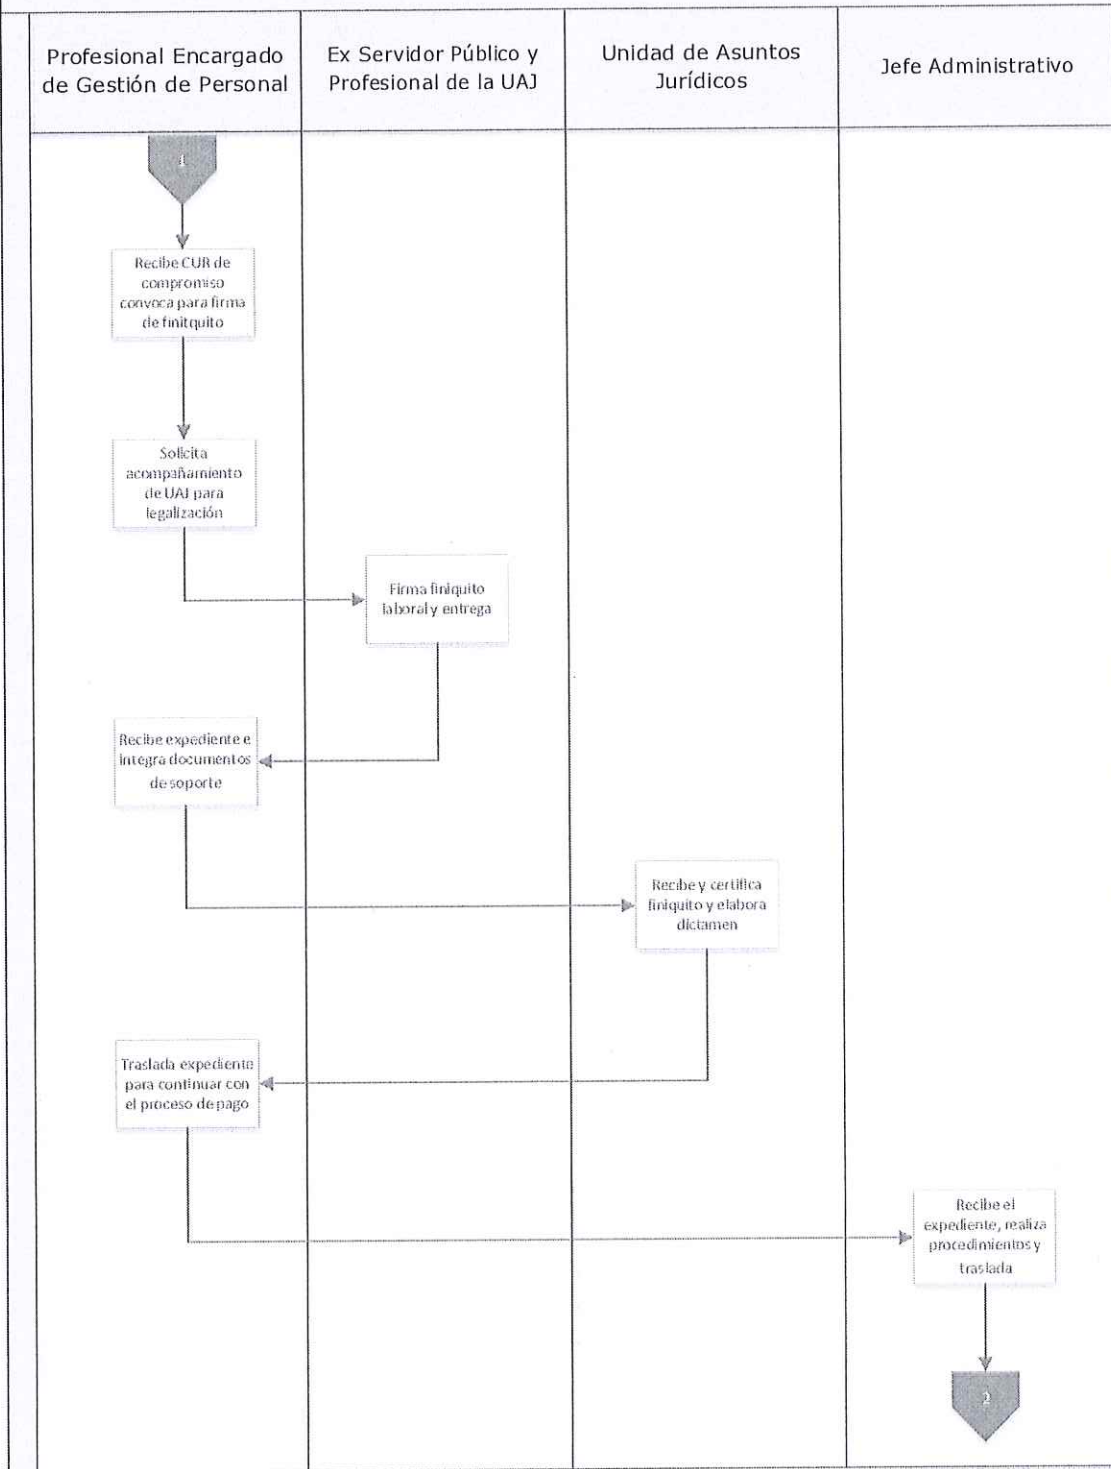 Profesional Encargado
de Gestión de Personal
Ex Servidor Público y
Profesional de la UAJ
Unidad de Asuntos
Jurídicos
Jefe Administrativo
1
Recibe CUR de
compromiso
convoca para firma
de finitquito
Solicita
acompañamiento
de UAJ para
legalización
Firma finiquito
laboral y entrega
Recibe expediente e
integra documentos
de soporte
Recibe y certifica
finiquito y elabora
dictamen
Traslada expediente
para continuar con
el proceso de pago
Recibe el
expediente, realiza
procedimientos y
traslada
2